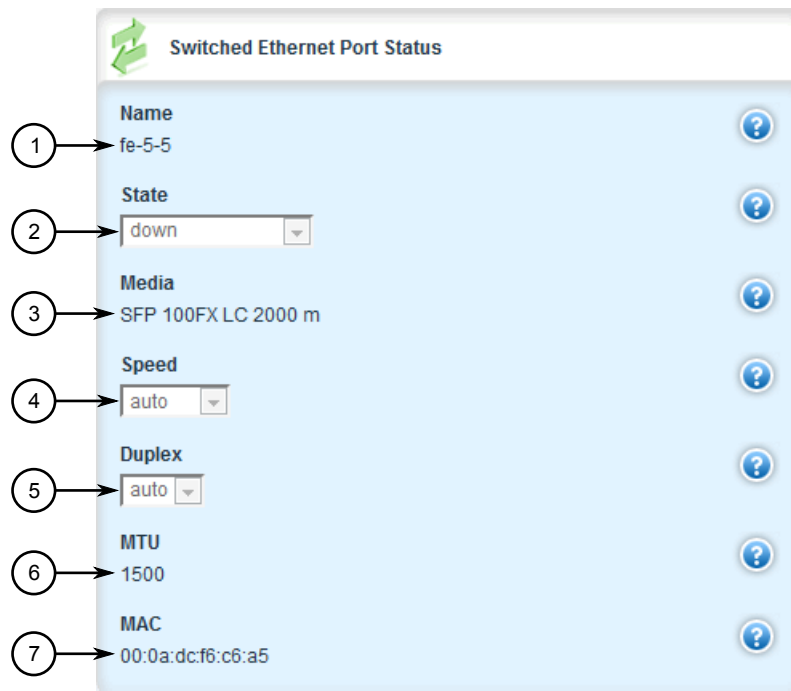 Switched Ethernet Port Status
Name
1 fe-5-5
State
2 down
Media
3 SFP 100FX LC 2000 m
Speed
4 auto
Duplex
5 auto
MTU
6 1500
MAC
7 00:0a:dc:f6:c6:a5